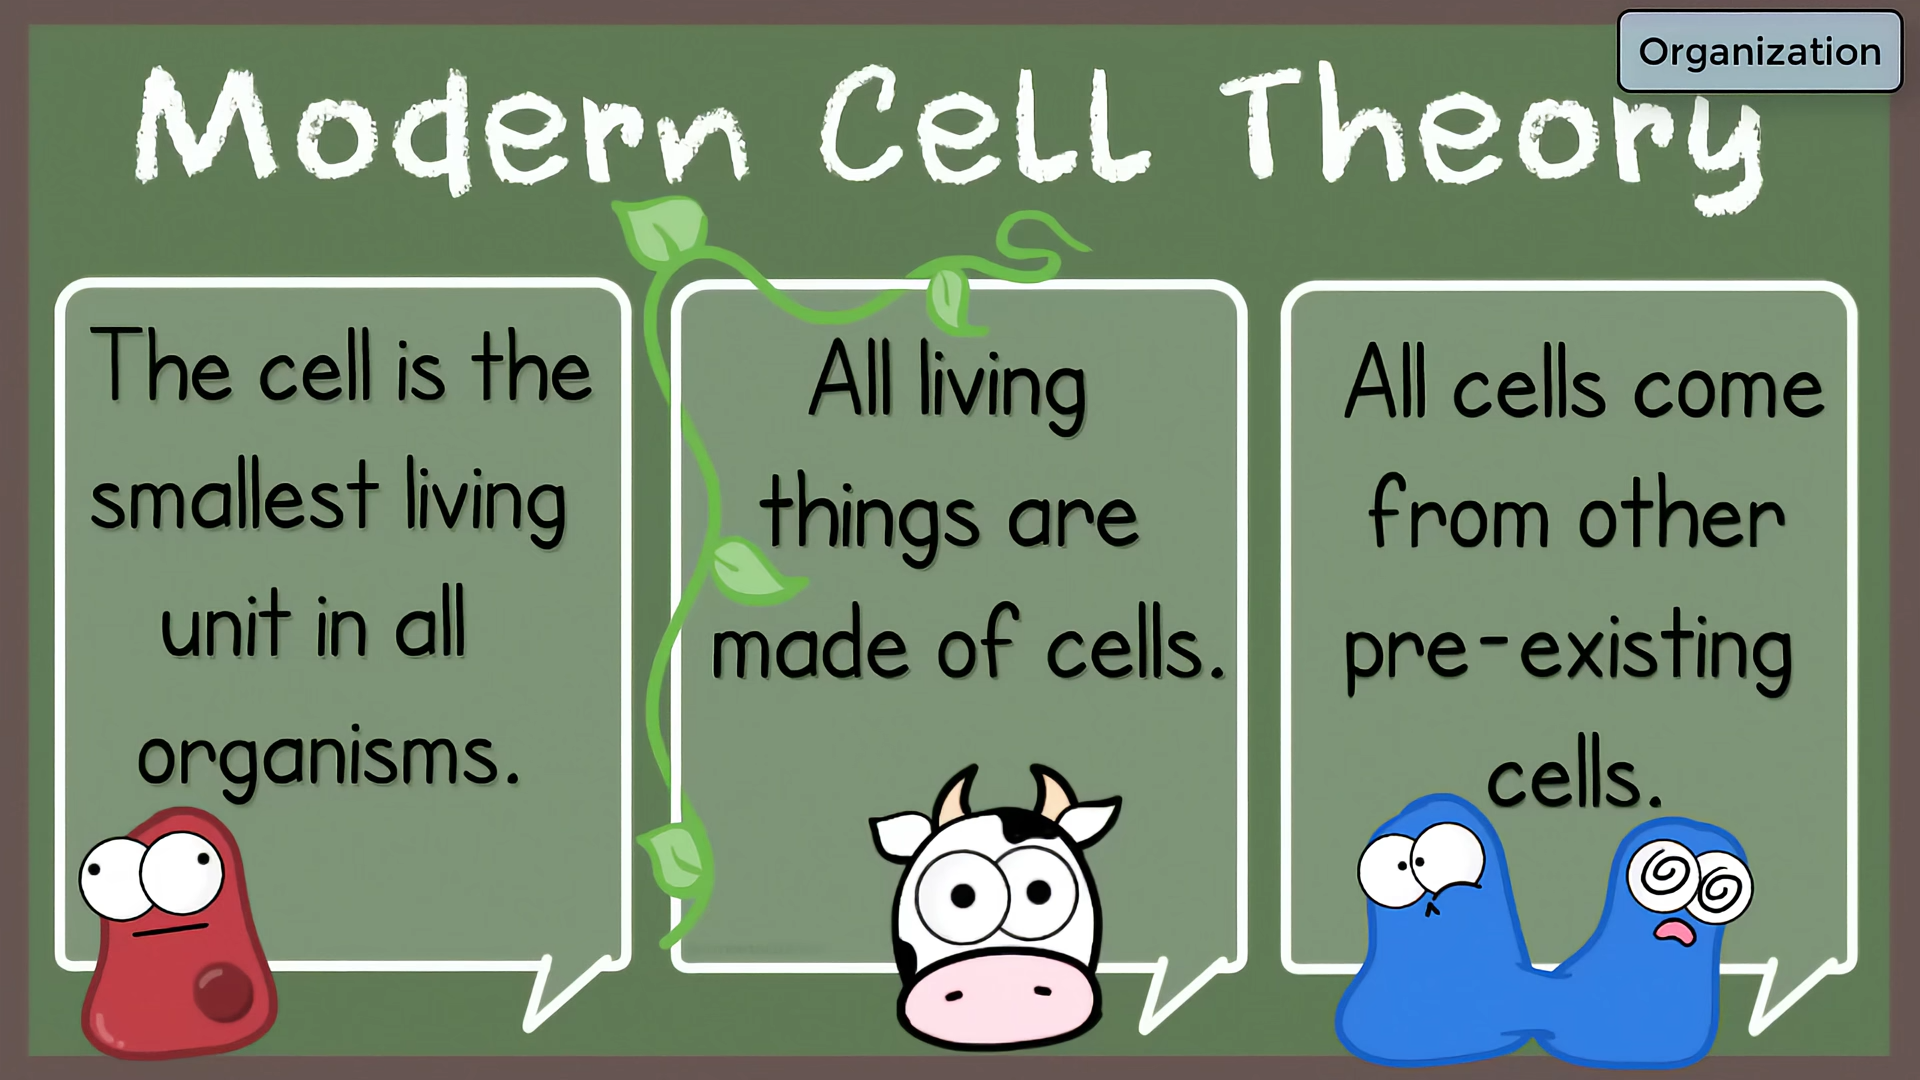 Organization
Modern Cell Theory
The cell is the
smallest living
unit in all
organisms.
All living
things are
made of cells.
All cells come
from other
pre-existing
cells.